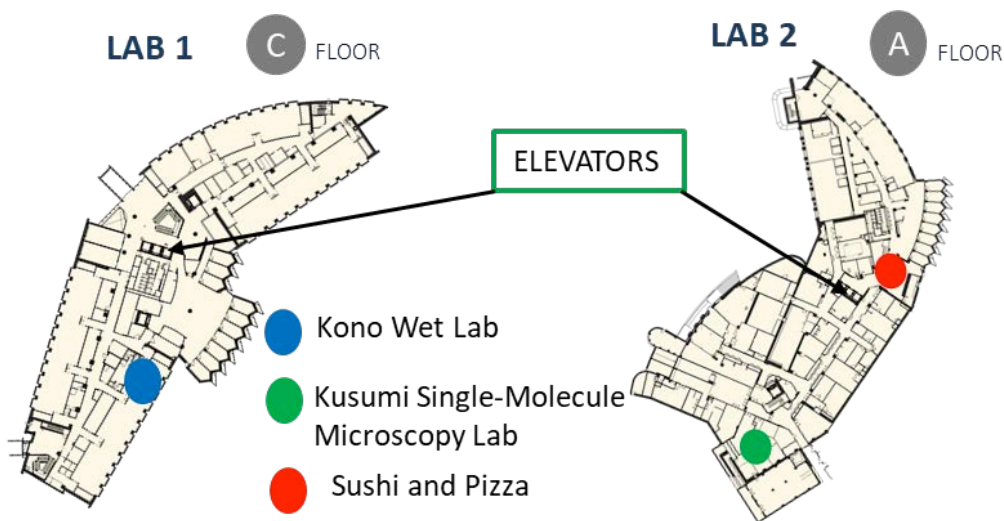 LAB 1
C
FLOOR
LAB 2
A
FLOOR
ELEVATORS
Kono Wet Lab
Kusumi Single-Molecule
Microscopy Lab
Sushi and Pizza